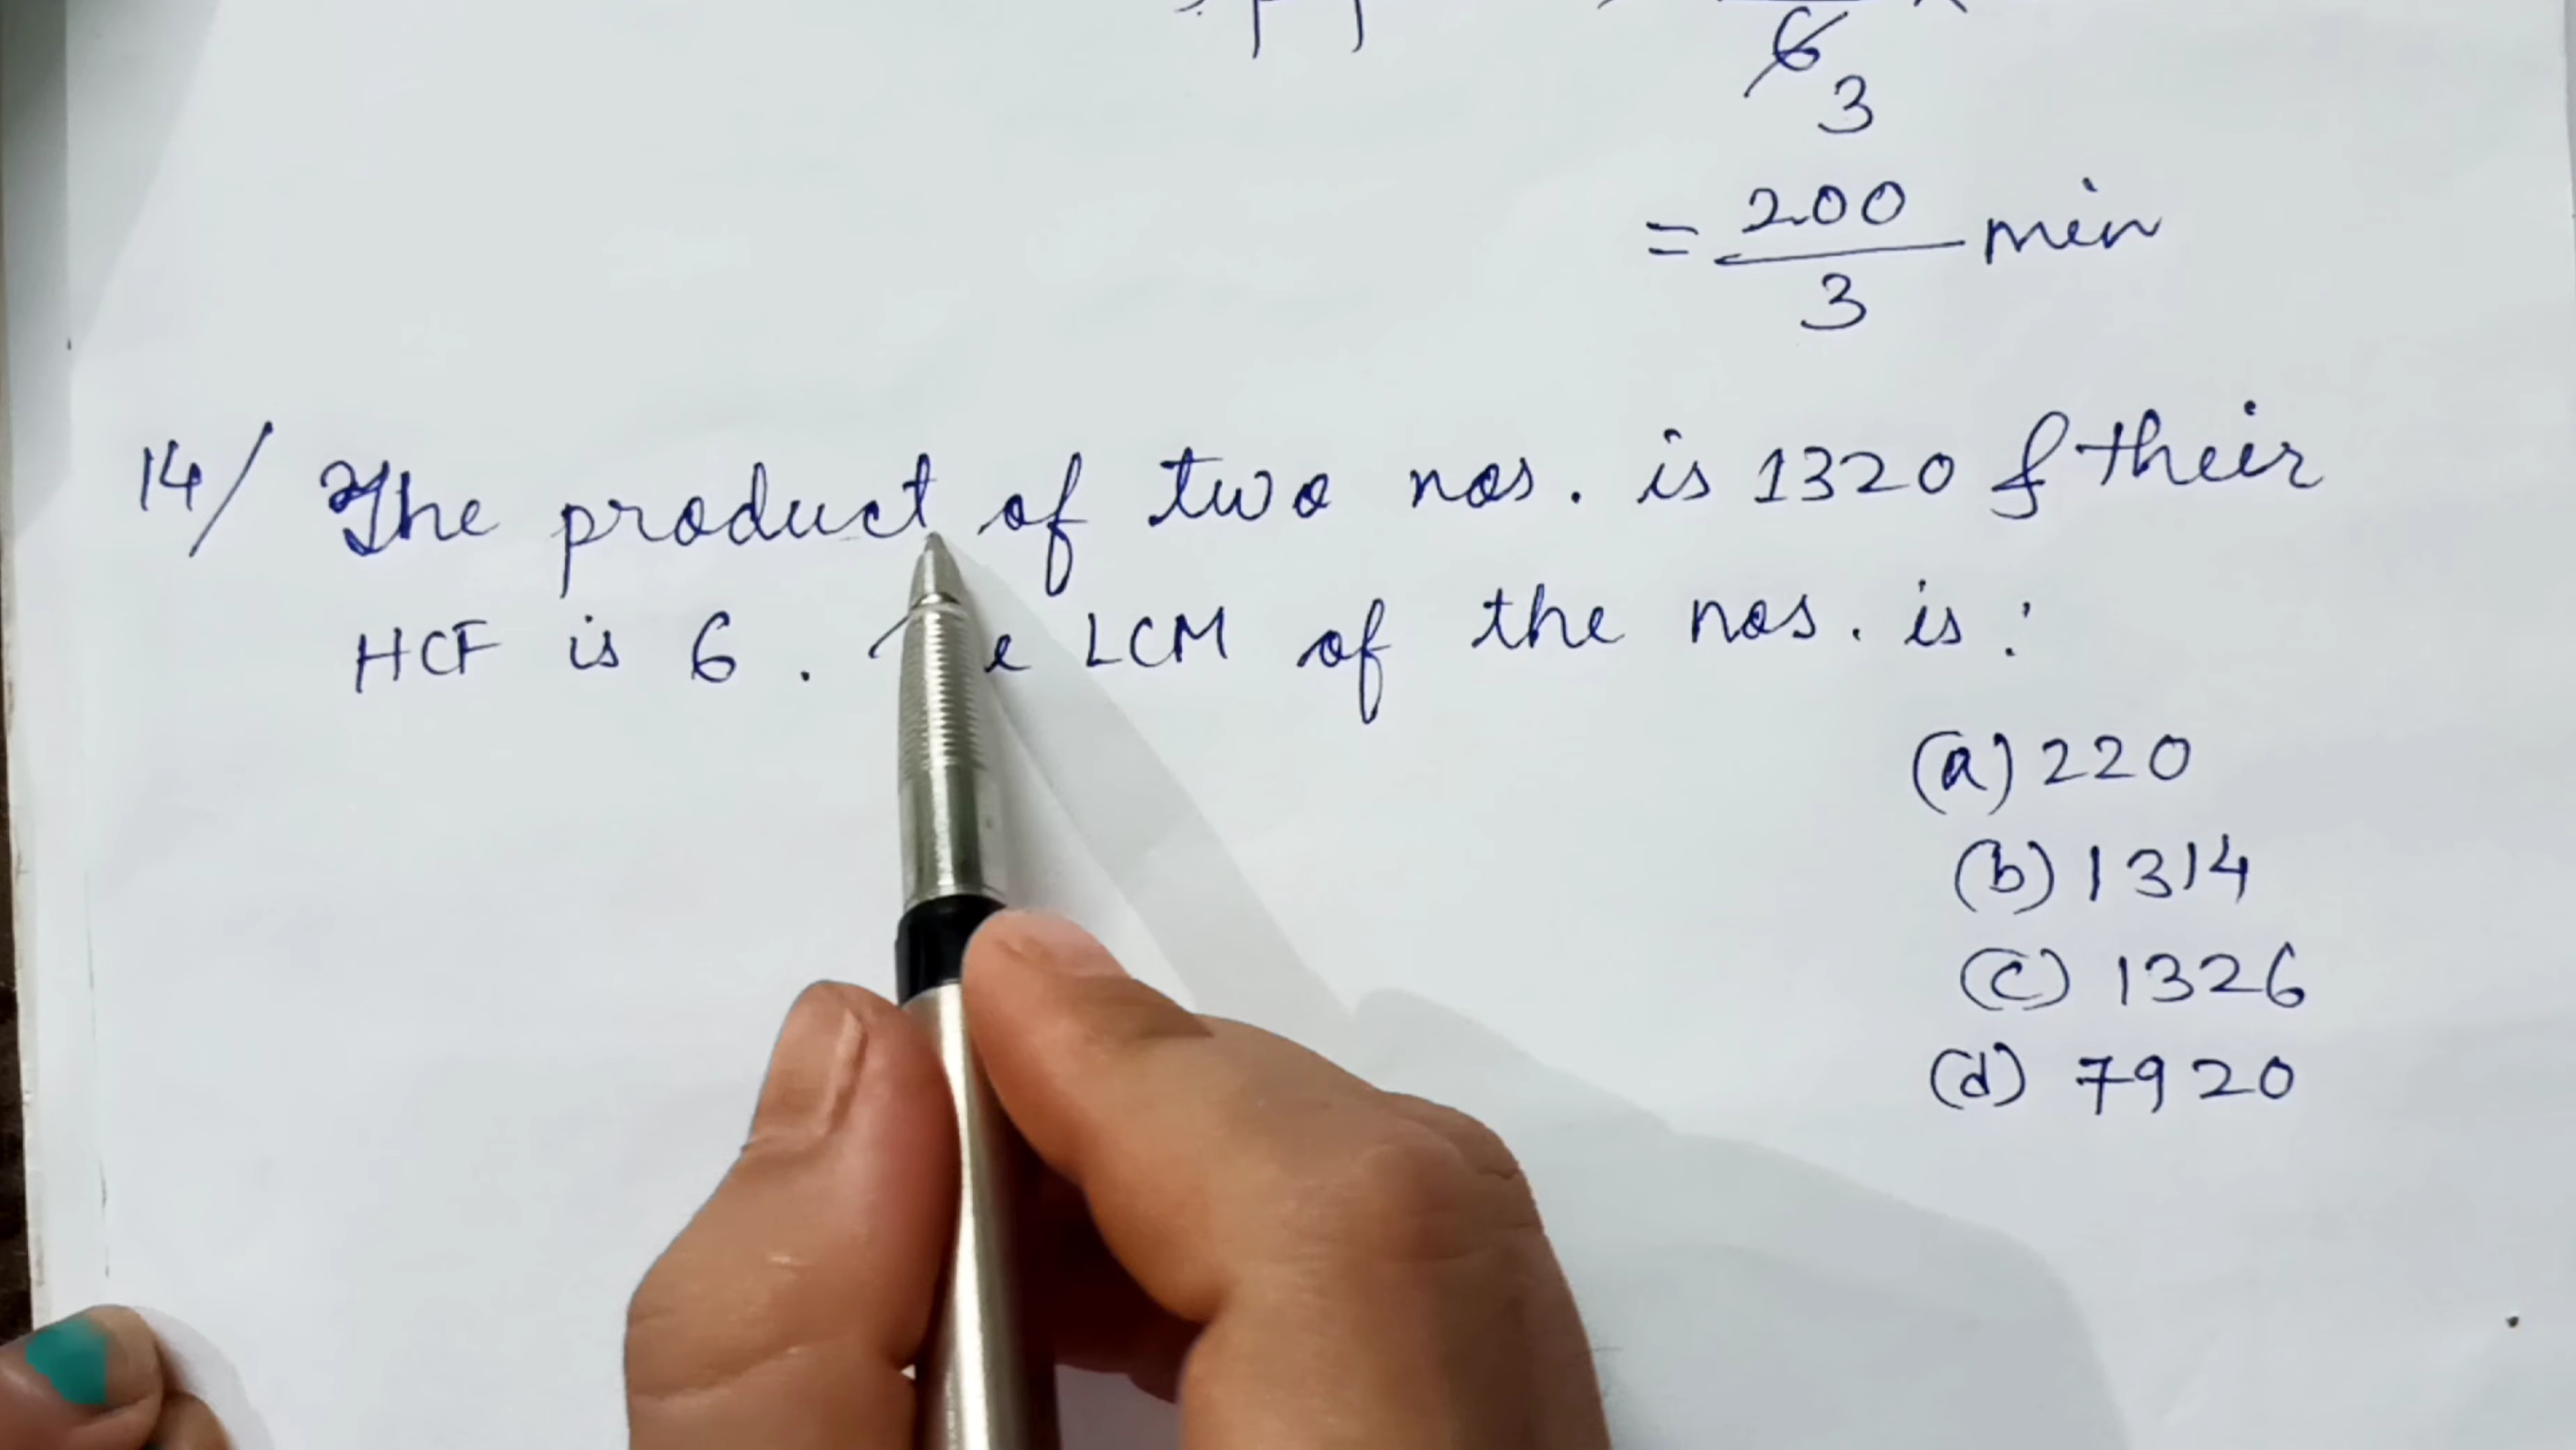 6
3
= 200
3 min
14/ The product of two nos. is 1320 & their
HCF is 6. LCM of the nos. is:
(a) 220
(b) 1314
(c) 1326
(d) 7920